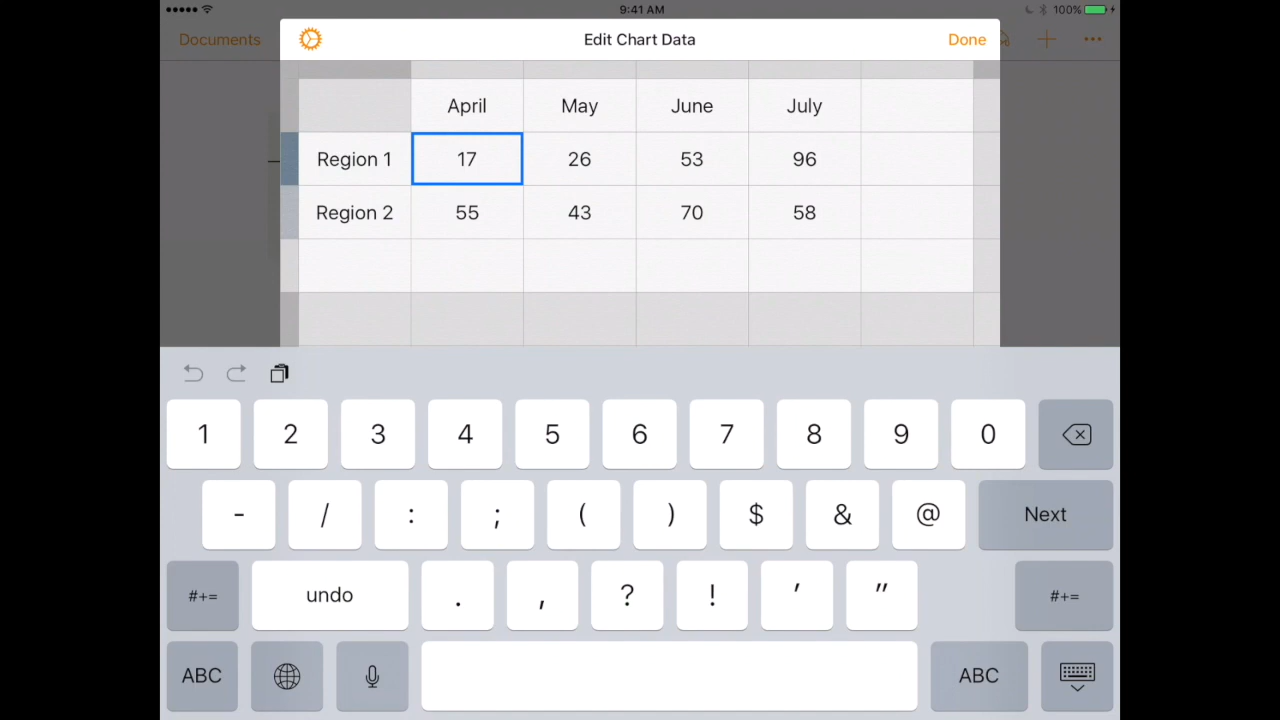 9:41 AM 100%
Documents Edit Chart Data Done
April May June July
Region 1 17 26 53 96
Region 2 55 43 70 58
1 2 3 4 5 6 7 8 9 0
- / : ; ( ) $ & @ Next
#+= undo . , ? ! ' " #+=
ABC ABC